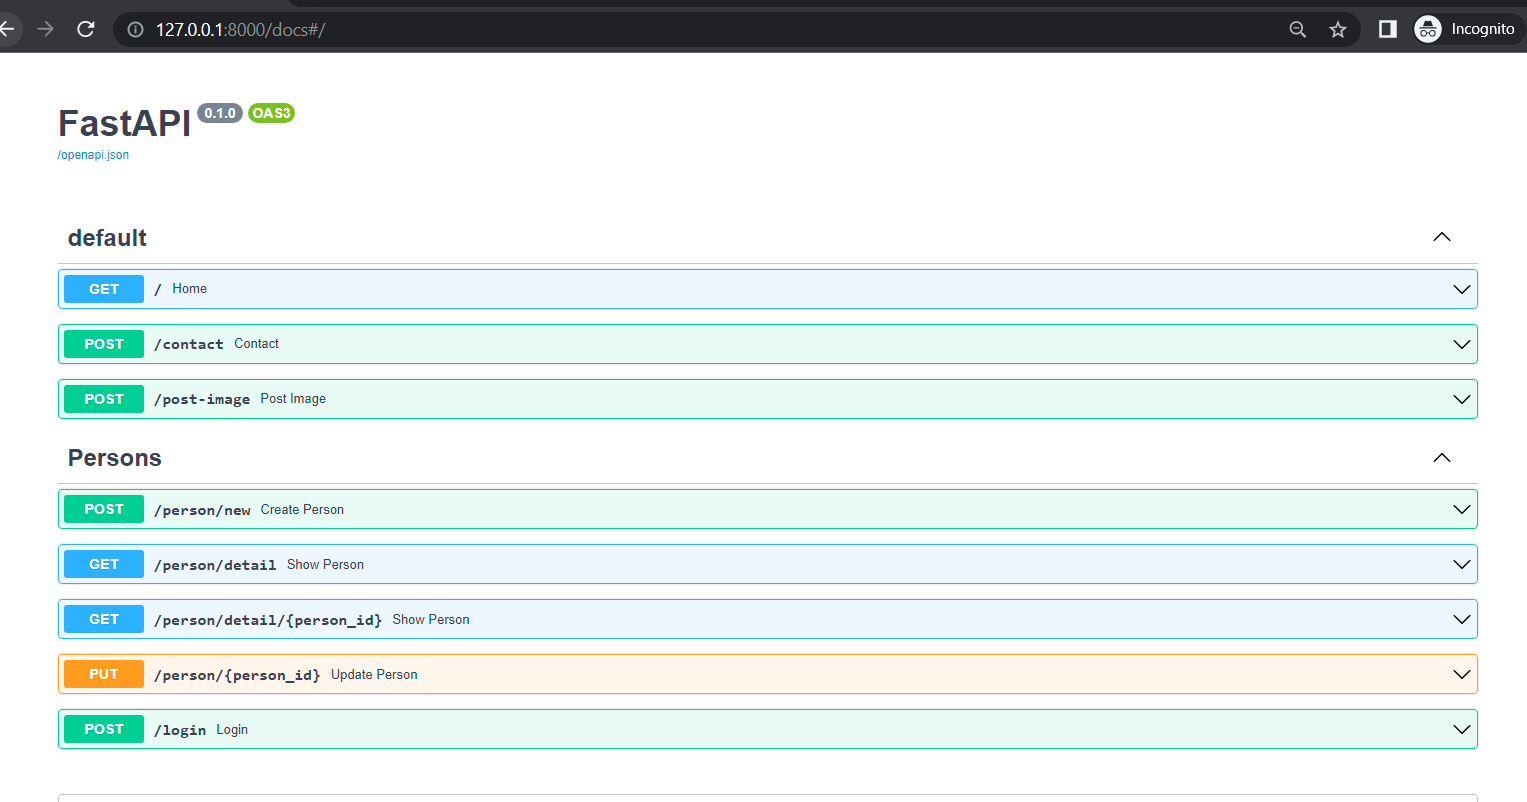 127.0.0.1:8000/docs#/
Incognito
FastAPI 0.1.0 OAS3
/openapi.json
default
GET / Home
POST /contact Contact
POST /post-image Post Image
Persons
POST /person/new Create Person
GET /person/detail Show Person
GET /person/detail/{person_id} Show Person
PUT /person/{person_id} Update Person
POST /login Login